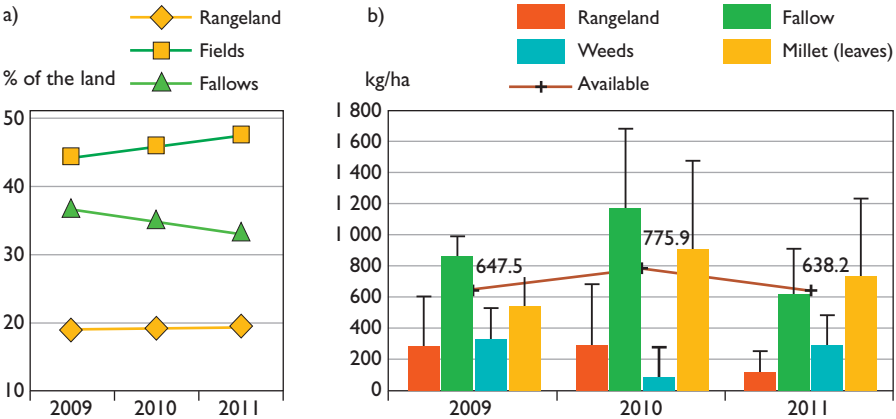 a)
Rangeland
Fields
Fallows
% of the land
50
40
30
20
10
2009 2010 2011
b)
Rangeland Fallow
Weeds Millet (leaves)
Available
kg/ha
1 800
1 600
1 400
1 200
1 000
800
600
400
200
0
647.5 775.9 638.2
2009 2010 2011